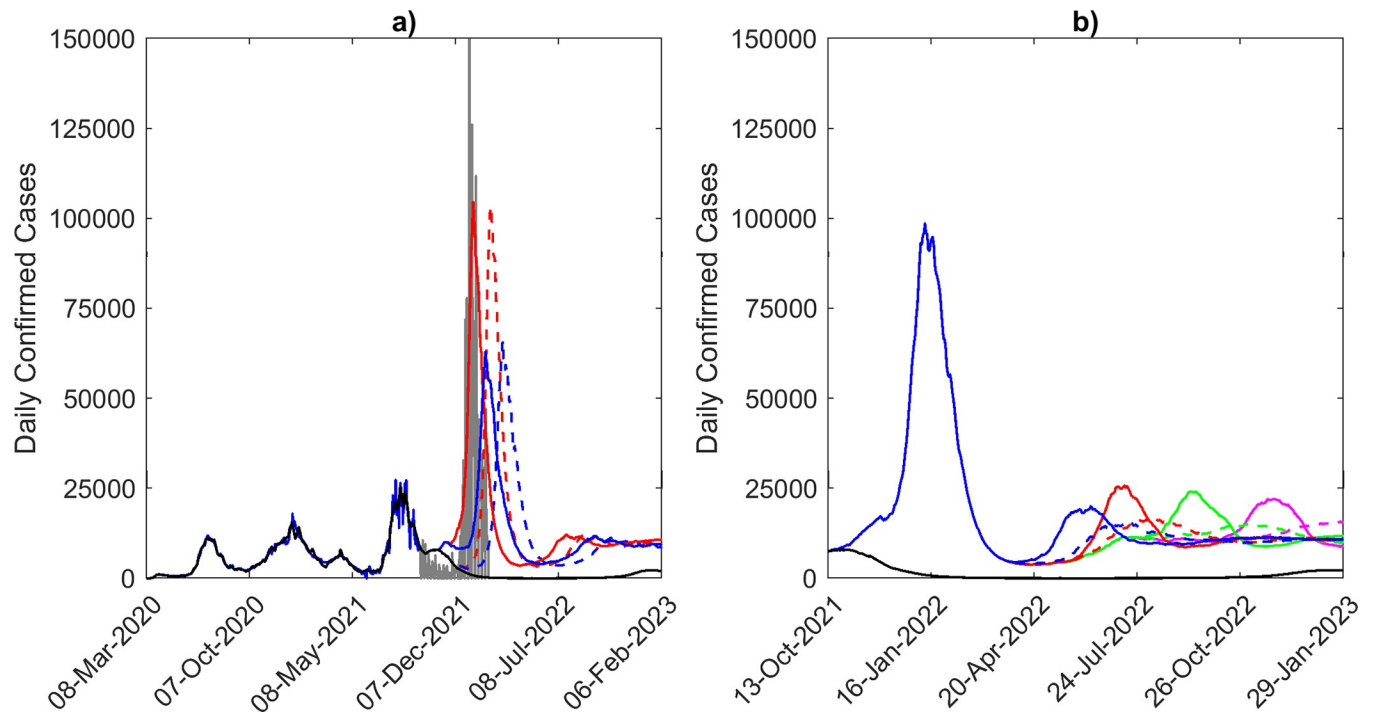 a)
Daily Confirmed Cases
150000
125000
100000
75000
50000
25000
0
08-Mar-2020
07-Oct-2020
08-May-2021
07-Dec-2021
08-Jul-2022
06-Feb-2023
b)
Daily Confirmed Cases
150000
125000
100000
75000
50000
25000
0
13-Oct-2021
16-Jan-2022
20-Apr-2022
24-Jul-2022
26-Oct-2022
29-Jan-2023